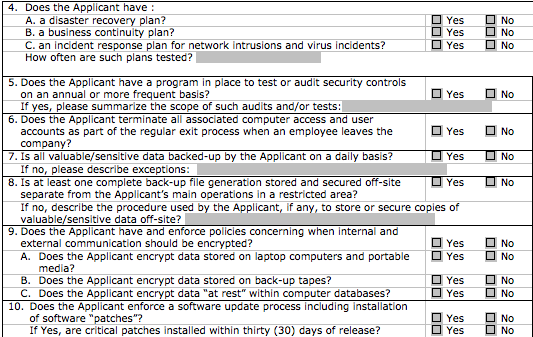 4. Does the Applicant have :
A. a disaster recovery plan? Yes No
B. a business continuity plan? Yes No
C. an incident response plan for network intrusions and virus incidents? Yes No
How often are such plans tested?
5. Does the Applicant have a program in place to test or audit security controls
on an annual or more frequent basis? Yes No
If yes, please summarize the scope of such audits and/or tests:
6. Does the Applicant terminate all associated computer access and user
accounts as part of the regular exit process when an employee leaves the Yes No
company?
7. Is all valuable/sensitive data backed-up by the Applicant on a daily basis? Yes No
If no, please describe exceptions:
8. Is at least one complete back-up file generation stored and secured off-site Yes No
separate from the Applicant's main operations in a restricted area?
If no, describe the procedure used by the Applicant, if any, to store or secure copies of
valuable/sensitive data off-site?
9. Does the Applicant have and enforce policies concerning when internal and
external communication should be encrypted? Yes No
A. Does the Applicant encrypt data stored on laptop computers and portable Yes No
media?
B. Does the Applicant encrypt data stored on back-up tapes? Yes No
C. Does the Applicant encrypt data "at rest" within computer databases? Yes No
10. Does the Applicant enforce a software update process including installation
of software "patches"? Yes No
If Yes, are critical patches installed within thirty (30) days of release? Yes No